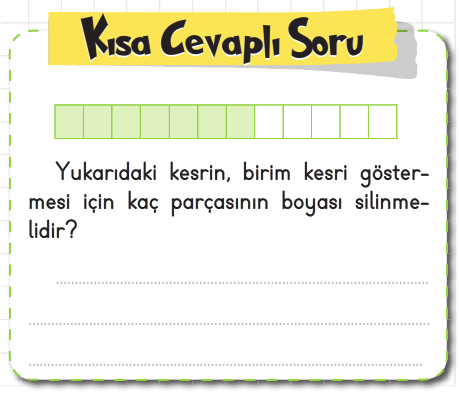 Kısa Cevaplı Soru
Yukarıdaki kesrin, birim kesri göster-
mesi için kaç parçasının boyası silinme-
lidir?